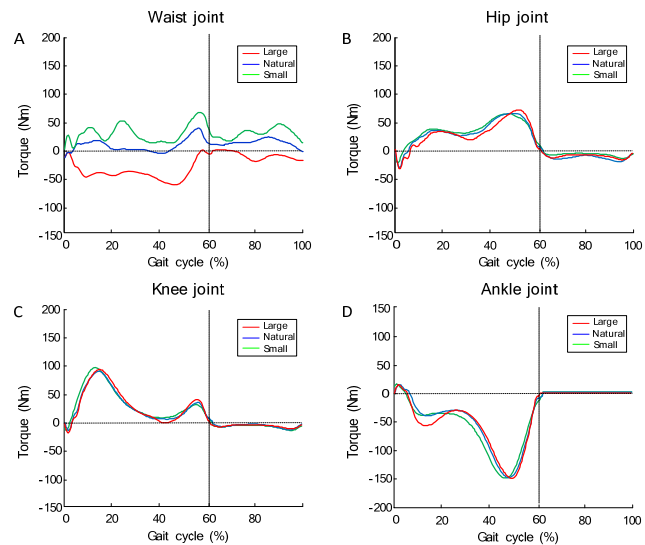 Waist joint
A
Torque (Nm)
200
150
100
50
0
-50
-100
-150
Large
Natural
Small
0 20 40 60 80 100
Gait cycle (%)
Hip joint
B
Torque (Nm)
200
150
100
50
0
-50
-100
-150
Large
Natural
Small
0 20 40 60 80 100
Gait cycle (%)
Knee joint
C
Torque (Nm)
200
150
100
50
0
-50
-100
-150
Large
Natural
Small
0 20 40 60 80
Gait cycle (%)
Ankle joint
D
Torque (Nm)
150
100
50
0
-50
-100
-150
-200
Large
Natural
Small
0 20 40 60 80 100
Gait cycle (%)